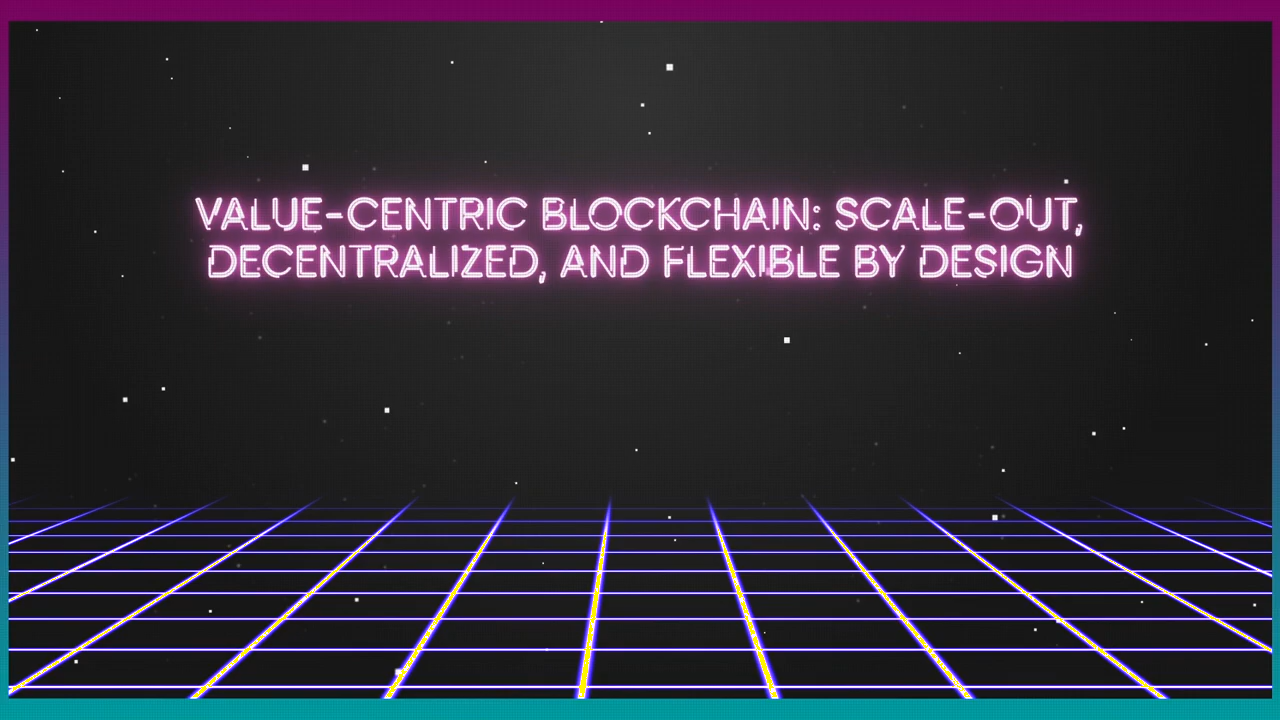 VALUE-CENTRIC BLOCKCHAIN: SCALE-OUT,
DECENTRALIZED, AND FLEXIBLE BY DESIGN